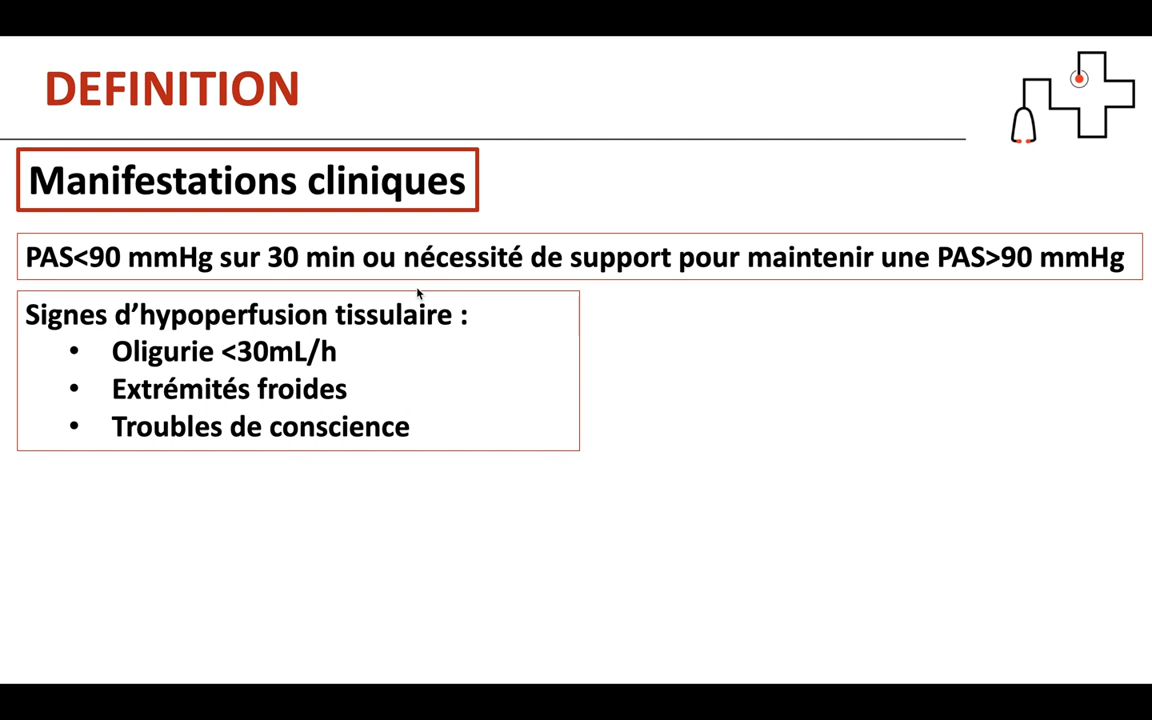 DEFINITION
Manifestations cliniques
PAS<90 mmHg sur 30 min ou nécessité de support pour maintenir une PAS>90 mmHg
Signes d’hypoperfusion tissulaire :
• Oligurie <30mL/h
• Extrémités froides
• Troubles de conscience